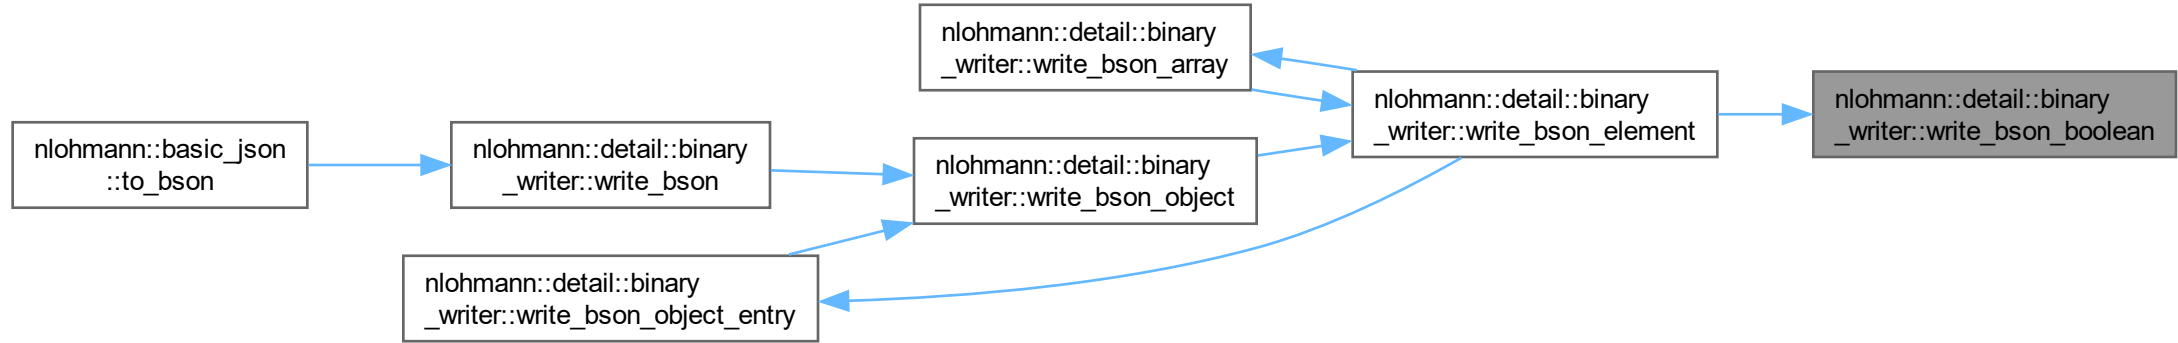 nlohmann::basic_json
::to_bson
nlohmann::detail::binary
_writer::write_bson
nlohmann::detail::binary
_writer::write_bson_array
nlohmann::detail::binary
_writer::write_bson_object
nlohmann::detail::binary
_writer::write_bson_object_entry
nlohmann::detail::binary
_writer::write_bson_element
nlohmann::detail::binary
_writer::write_bson_boolean